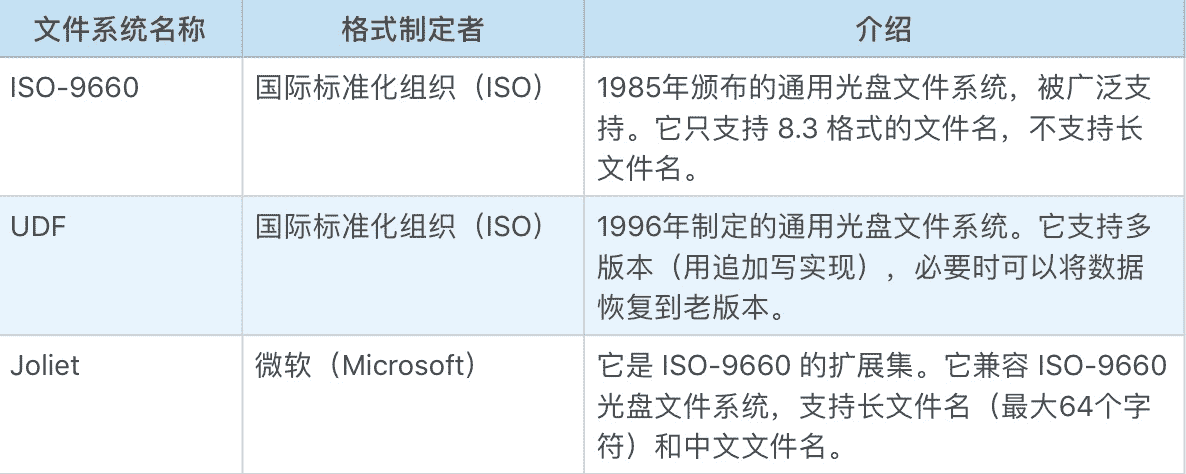 文件系统名称 格式制定者 介绍
ISO-9660 国际标准化组织（ISO） 1985年颁布的通用光盘文件系统，被广泛支
持。它只支持 8.3 格式的文件名，不支持长
文件名。
UDF 国际标准化组织（ISO） 1996年制定的通用光盘文件系统。它支持多
版本（用追加写实现），必要时可以将数据
恢复到老版本。
Joliet 微软（Microsoft） 它是 ISO-9660 的扩展集。它兼容 ISO-9660
光盘文件系统，支持长文件名（最大64个字
符）和中文文件名。